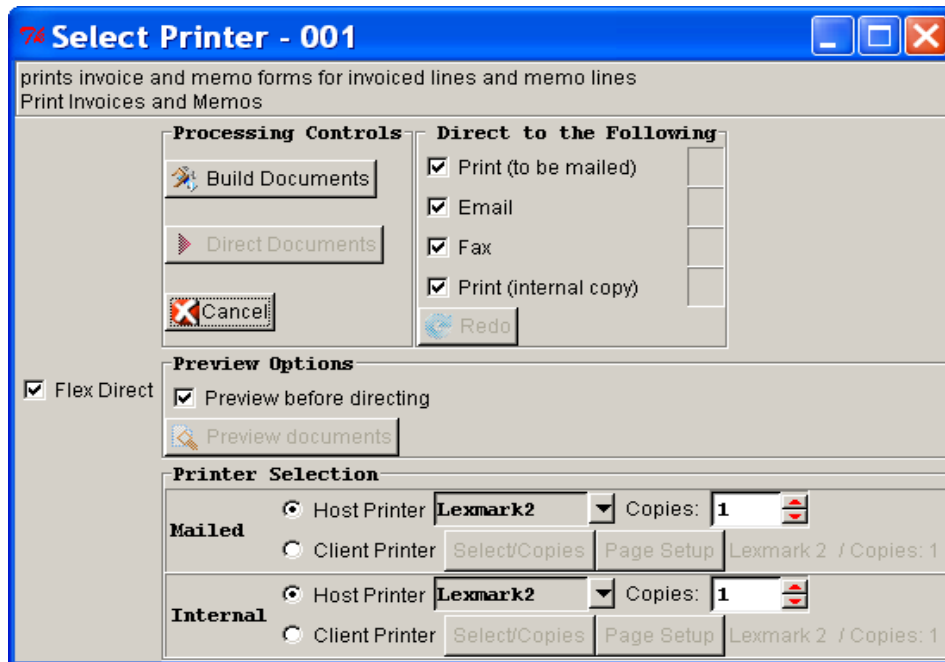 Select Printer - 001
prints invoice and memo forms for invoiced lines and memo lines
Print Invoices and Memos
Processing Controls
Build Documents
Direct Documents
Cancel
Direct to the Following
Print (to be mailed)
Email
Fax
Print (internal copy)
Redo
Flex Direct
Preview Options
Preview before directing
Preview documents
Printer Selection
Mailed
Host Printer Lexmark2 Copies: 1
Client Printer Select/Copies Page Setup Lexmark 2 / Copies: 1
Internal
Host Printer Lexmark2 Copies: 1
Client Printer Select/Copies Page Setup Lexmark 2 / Copies: 1